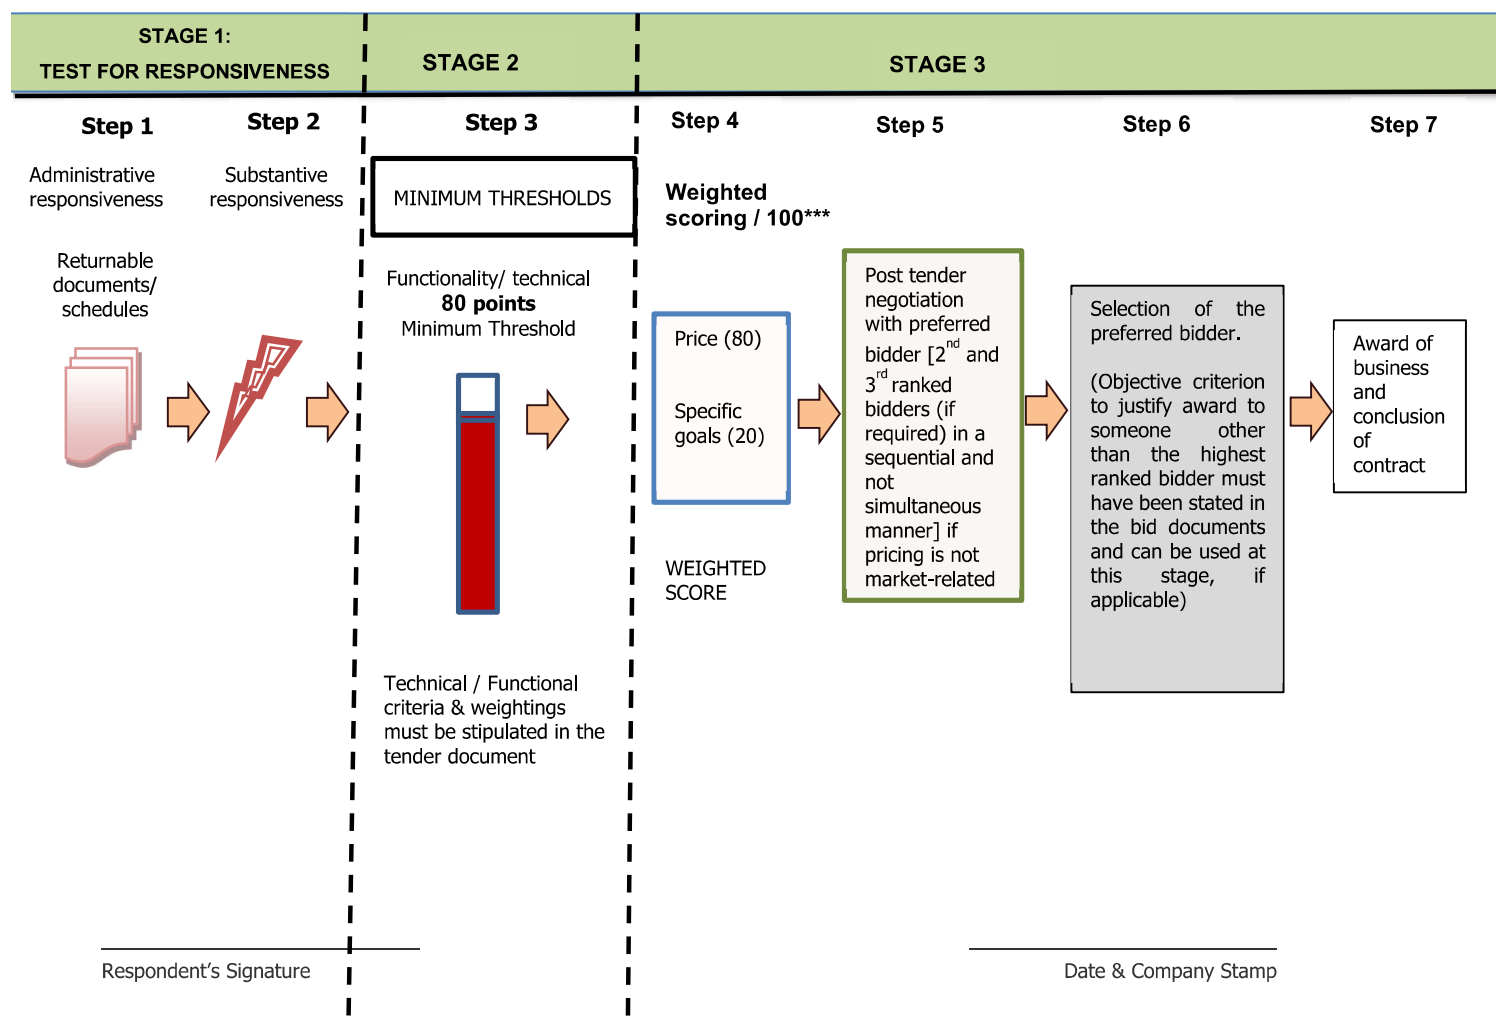 STAGE 1:
TEST FOR RESPONSIVENESS
STAGE 2
STAGE 3
Step 1
Step 2
Step 3
Step 4
Step 5
Step 6
Step 7
Administrative
responsiveness
Returnable
documents/
schedules
Substantive
responsiveness
MINIMUM THRESHOLDS
Functionality/ technical
80 points
Minimum Threshold
Technical / Functional
criteria & weightings
must be stipulated in the
tender document
Weighted
scoring / 100***
Price (80)
Specific
goals (20)
WEIGHTED
SCORE
Post tender
negotiation
with preferred
bidder [2nd and
3rd ranked
bidders (if
required) in a
sequential and
not
simultaneous
manner] if
pricing is not
market-related
Selection of the
preferred bidder.
(Objective criterion
to justify award to
someone other
than the highest
ranked bidder must
have been stated in
the bid documents
and can be used at
this stage, if
applicable)
Award of
business
and
conclusion
of
contract
Respondent's Signature
Date & Company Stamp